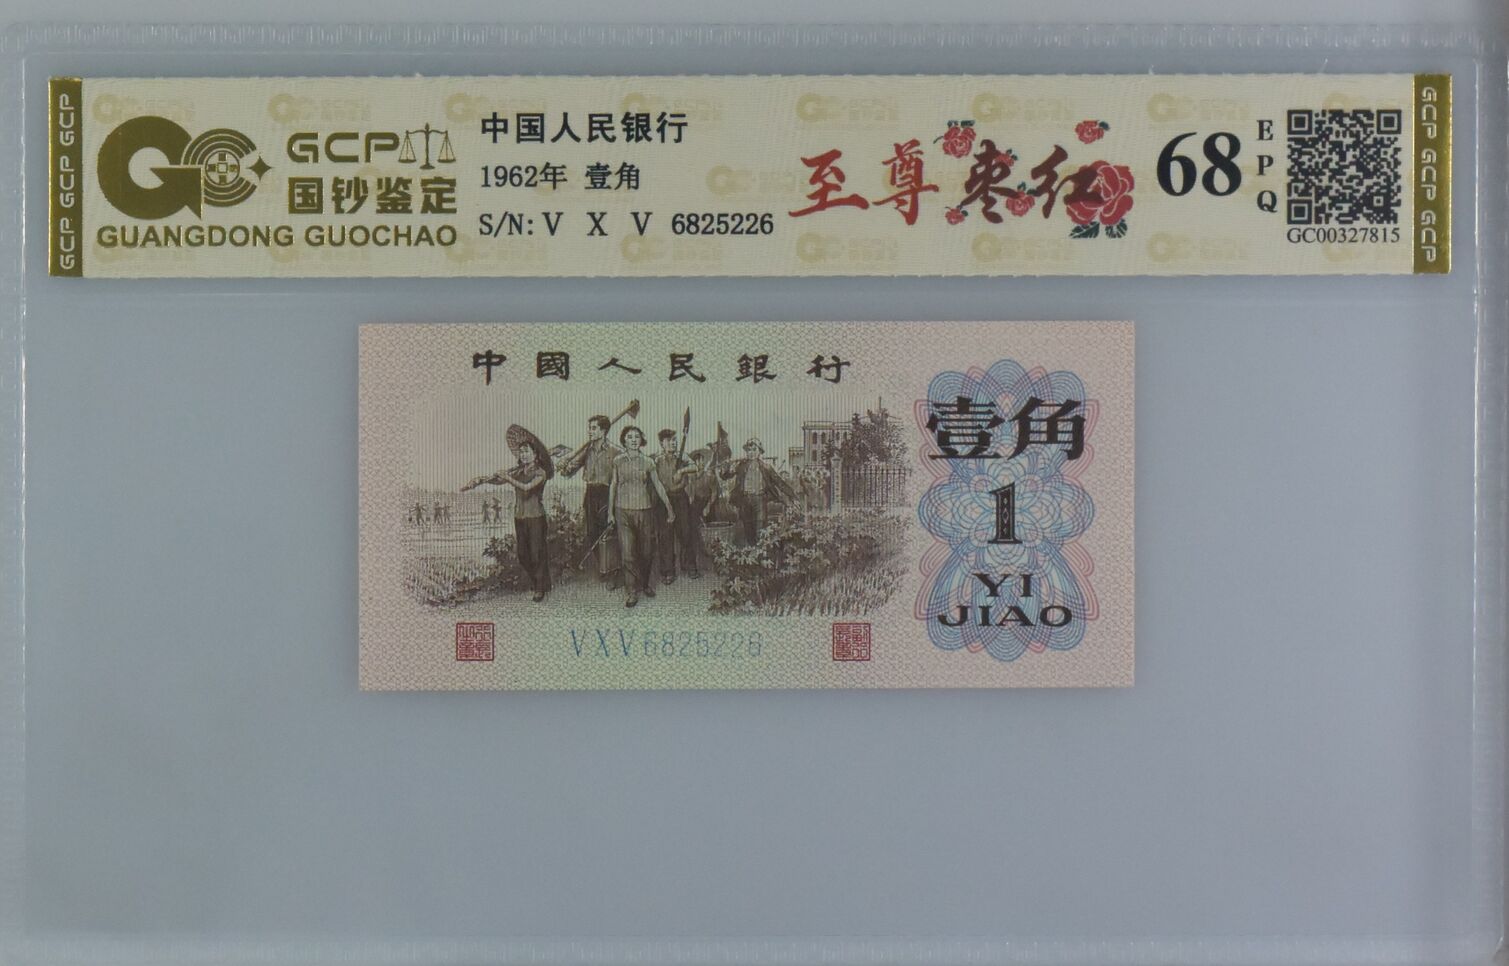 GCP GCP GCP
GCP
国钞鉴定
GUANGDONG GUOCHAO
中国人民银行
1962年 壹角
S/N: V X V 6825226
至尊枣红
68
EPQ
GC00327815
GCP GCP GCP
中國人民銀行
壹角
1
YI
JIAO
VXV6825226